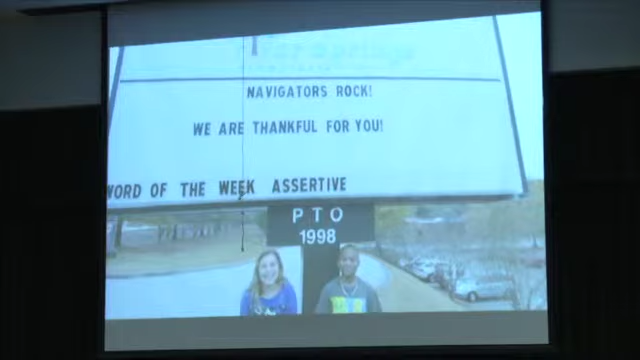 NAVIGATORS ROCK!
WE ARE THANKFUL FOR YOU!
WORD OF THE WEEK ASSERTIVE
PTO
1998